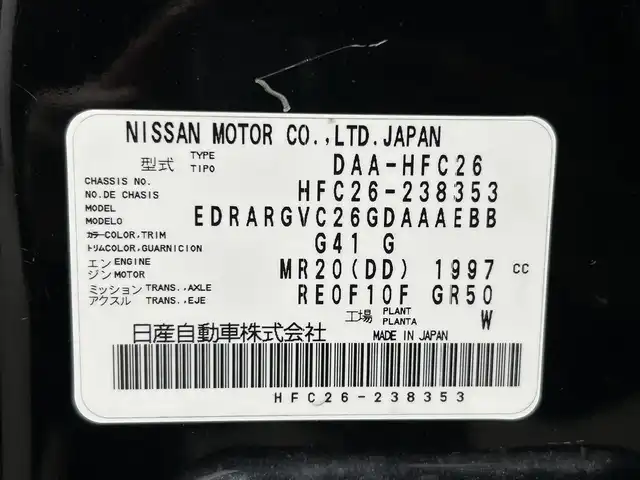 NISSAN MOTOR CO.,LTD.JAPAN
型式 TYPE TIPO DAA-HFC26
CHASSIS NO. NO.DE CHASIS HFC26-238353
MODEL MODELO EDRARGVC26GDAAAEBB
カラー COLOR,TRIM トリムCOLOR,GUARNICION G41 G
エンジン ENGINE MOTOR MR20(DD) 1997 CC
ミッション TRANS.,AXLE アクスル TRANS.,EJE RE0F10F GR50
工場 PLANT PLANTA W
日産自動車株式会社 MADE IN JAPAN
HFC26-238353